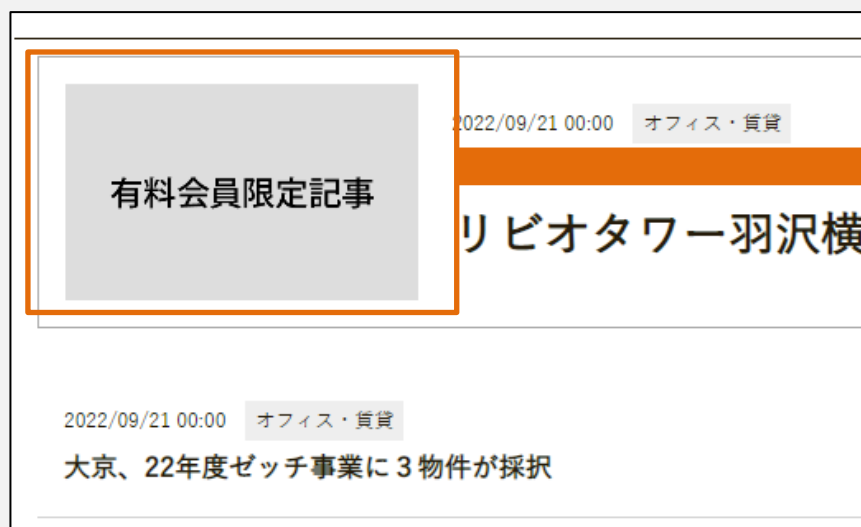 有料会員限定記事
2022/09/21 00:00 オフィス・賃貸
リビオタワー羽沢横
2022/09/21 00:00 オフィス・賃貸
大京、22年度ゼッチ事業に３物件が採択